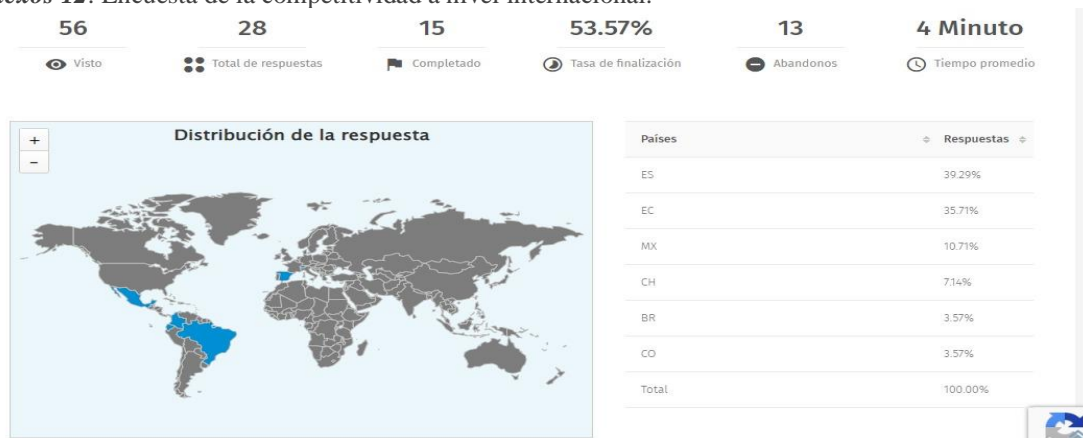 12. Encuesta de la competitividad a nivel internacional.
56 28 15 53.57% 13 4 Minuto
Visto Total de respuestas Completado Tasa de finalización Abandonos Tiempo promedio
Distribución de la respuesta
+
−
Países Respuestas
ES 39.29%
EC 35.71%
MX 10.71%
CH 7.14%
BR 3.57%
CO 3.57%
Total 100.00%